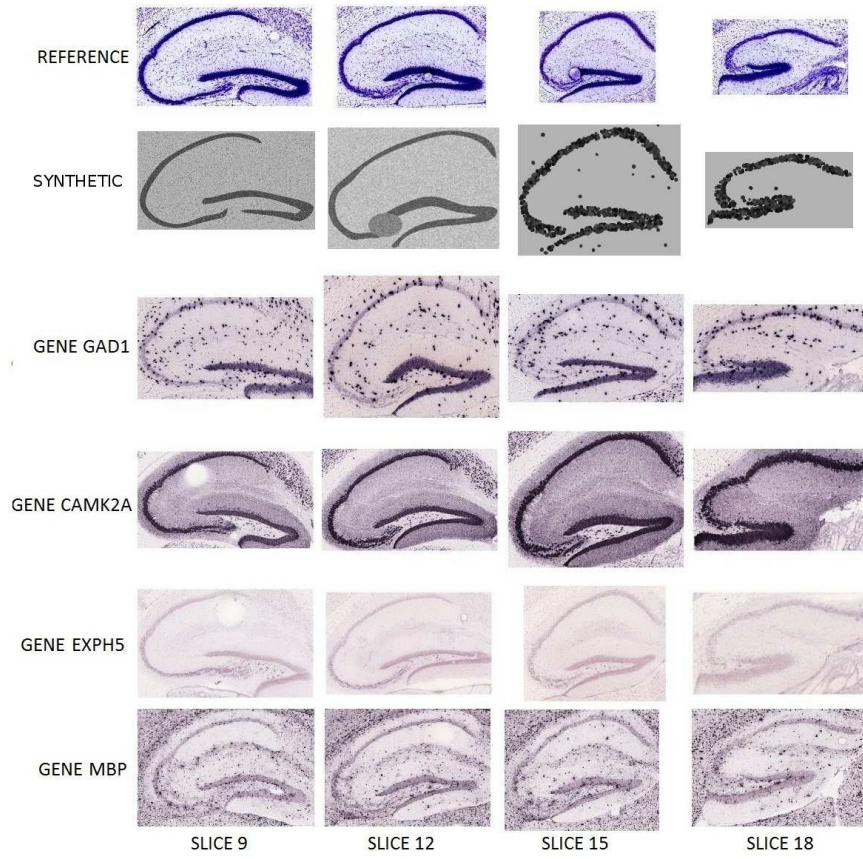 REFERENCE
SYNTHETIC
GENE GAD1
GENE CAMK2A
GENE EXPH5
GENE MBP
SLICE 9 SLICE 12 SLICE 15 SLICE 18